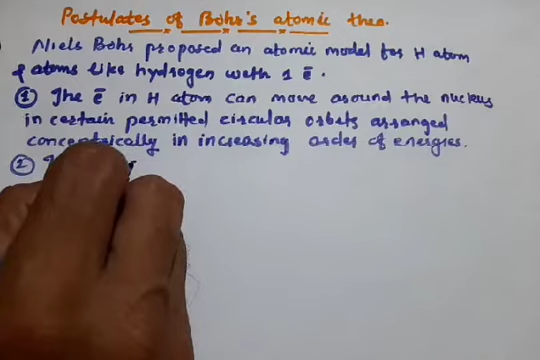 Postulates of Bohr's atomic theo.
Niels Bohr proposed an atomic model for H atom
& atoms like hydrogen with 1 ē.
① The ē in H atom can move around the nucleus
in certain permitted circular orbits arranged
concentrically in increasing order of energies.
②